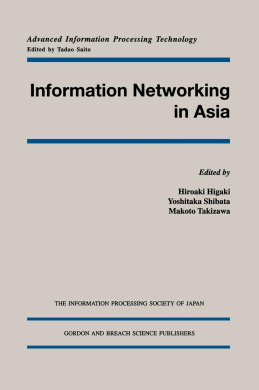 Advanced Information Processing Technology
Edited by Tadao Saito
Information Networking
in Asia
Edited by
Hiroaki Higaki
Yoshitaka Shibata
Makoto Takizawa
THE INFORMATION PROCESSING SOCIETY OF JAPAN
GORDON AND BREACH SCIENCE PUBLISHERS